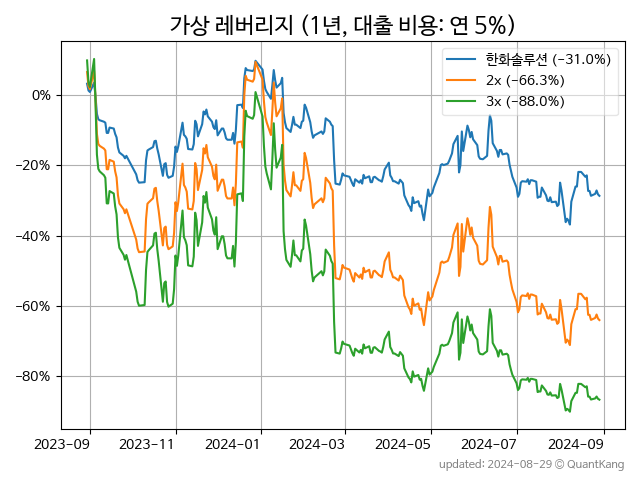 가상 레버리지 (1년, 대출 비용: 연 5%)
한화솔루션 (−31.0%)
2x (−66.3%)
3x (−88.0%)
0%
−20%
−40%
−60%
−80%
2023-09 2023-11 2024-01 2024-03 2024-05 2024-07 2024-09
updated: 2024-08-29 © QuantKang